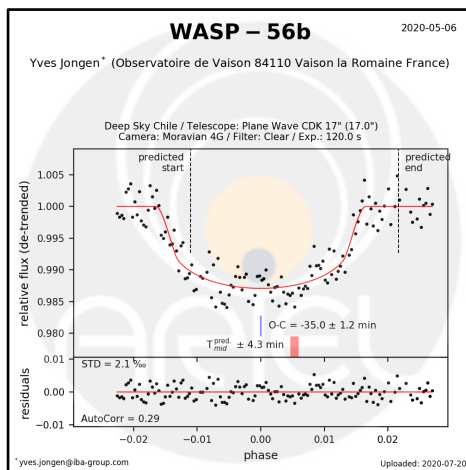 WASP – 56b
2020-05-06
Yves Jongen* (Observatoire de Vaison 84110 Vaison la Romaine France)
Deep Sky Chile / Telescope: Plane Wave CDK 17" (17.0")
Camera: Moravian 4G / Filter: Clear / Exp.: 120.0 s
predicted
start
predicted
end
relative flux (de-trended)
1.005
1.000
0.995
0.990
0.985
0.980
O-C = -35.0 ± 1.2 min
T pred. mid ± 4.3 min
residuals
0.01
0.00
−0.01
STD = 2.1 ‰
AutoCorr = 0.29
−0.02
−0.01
0.00
0.01
0.02
phase
*yves.jongen@iba-group.com
Uploaded: 2020-07-20